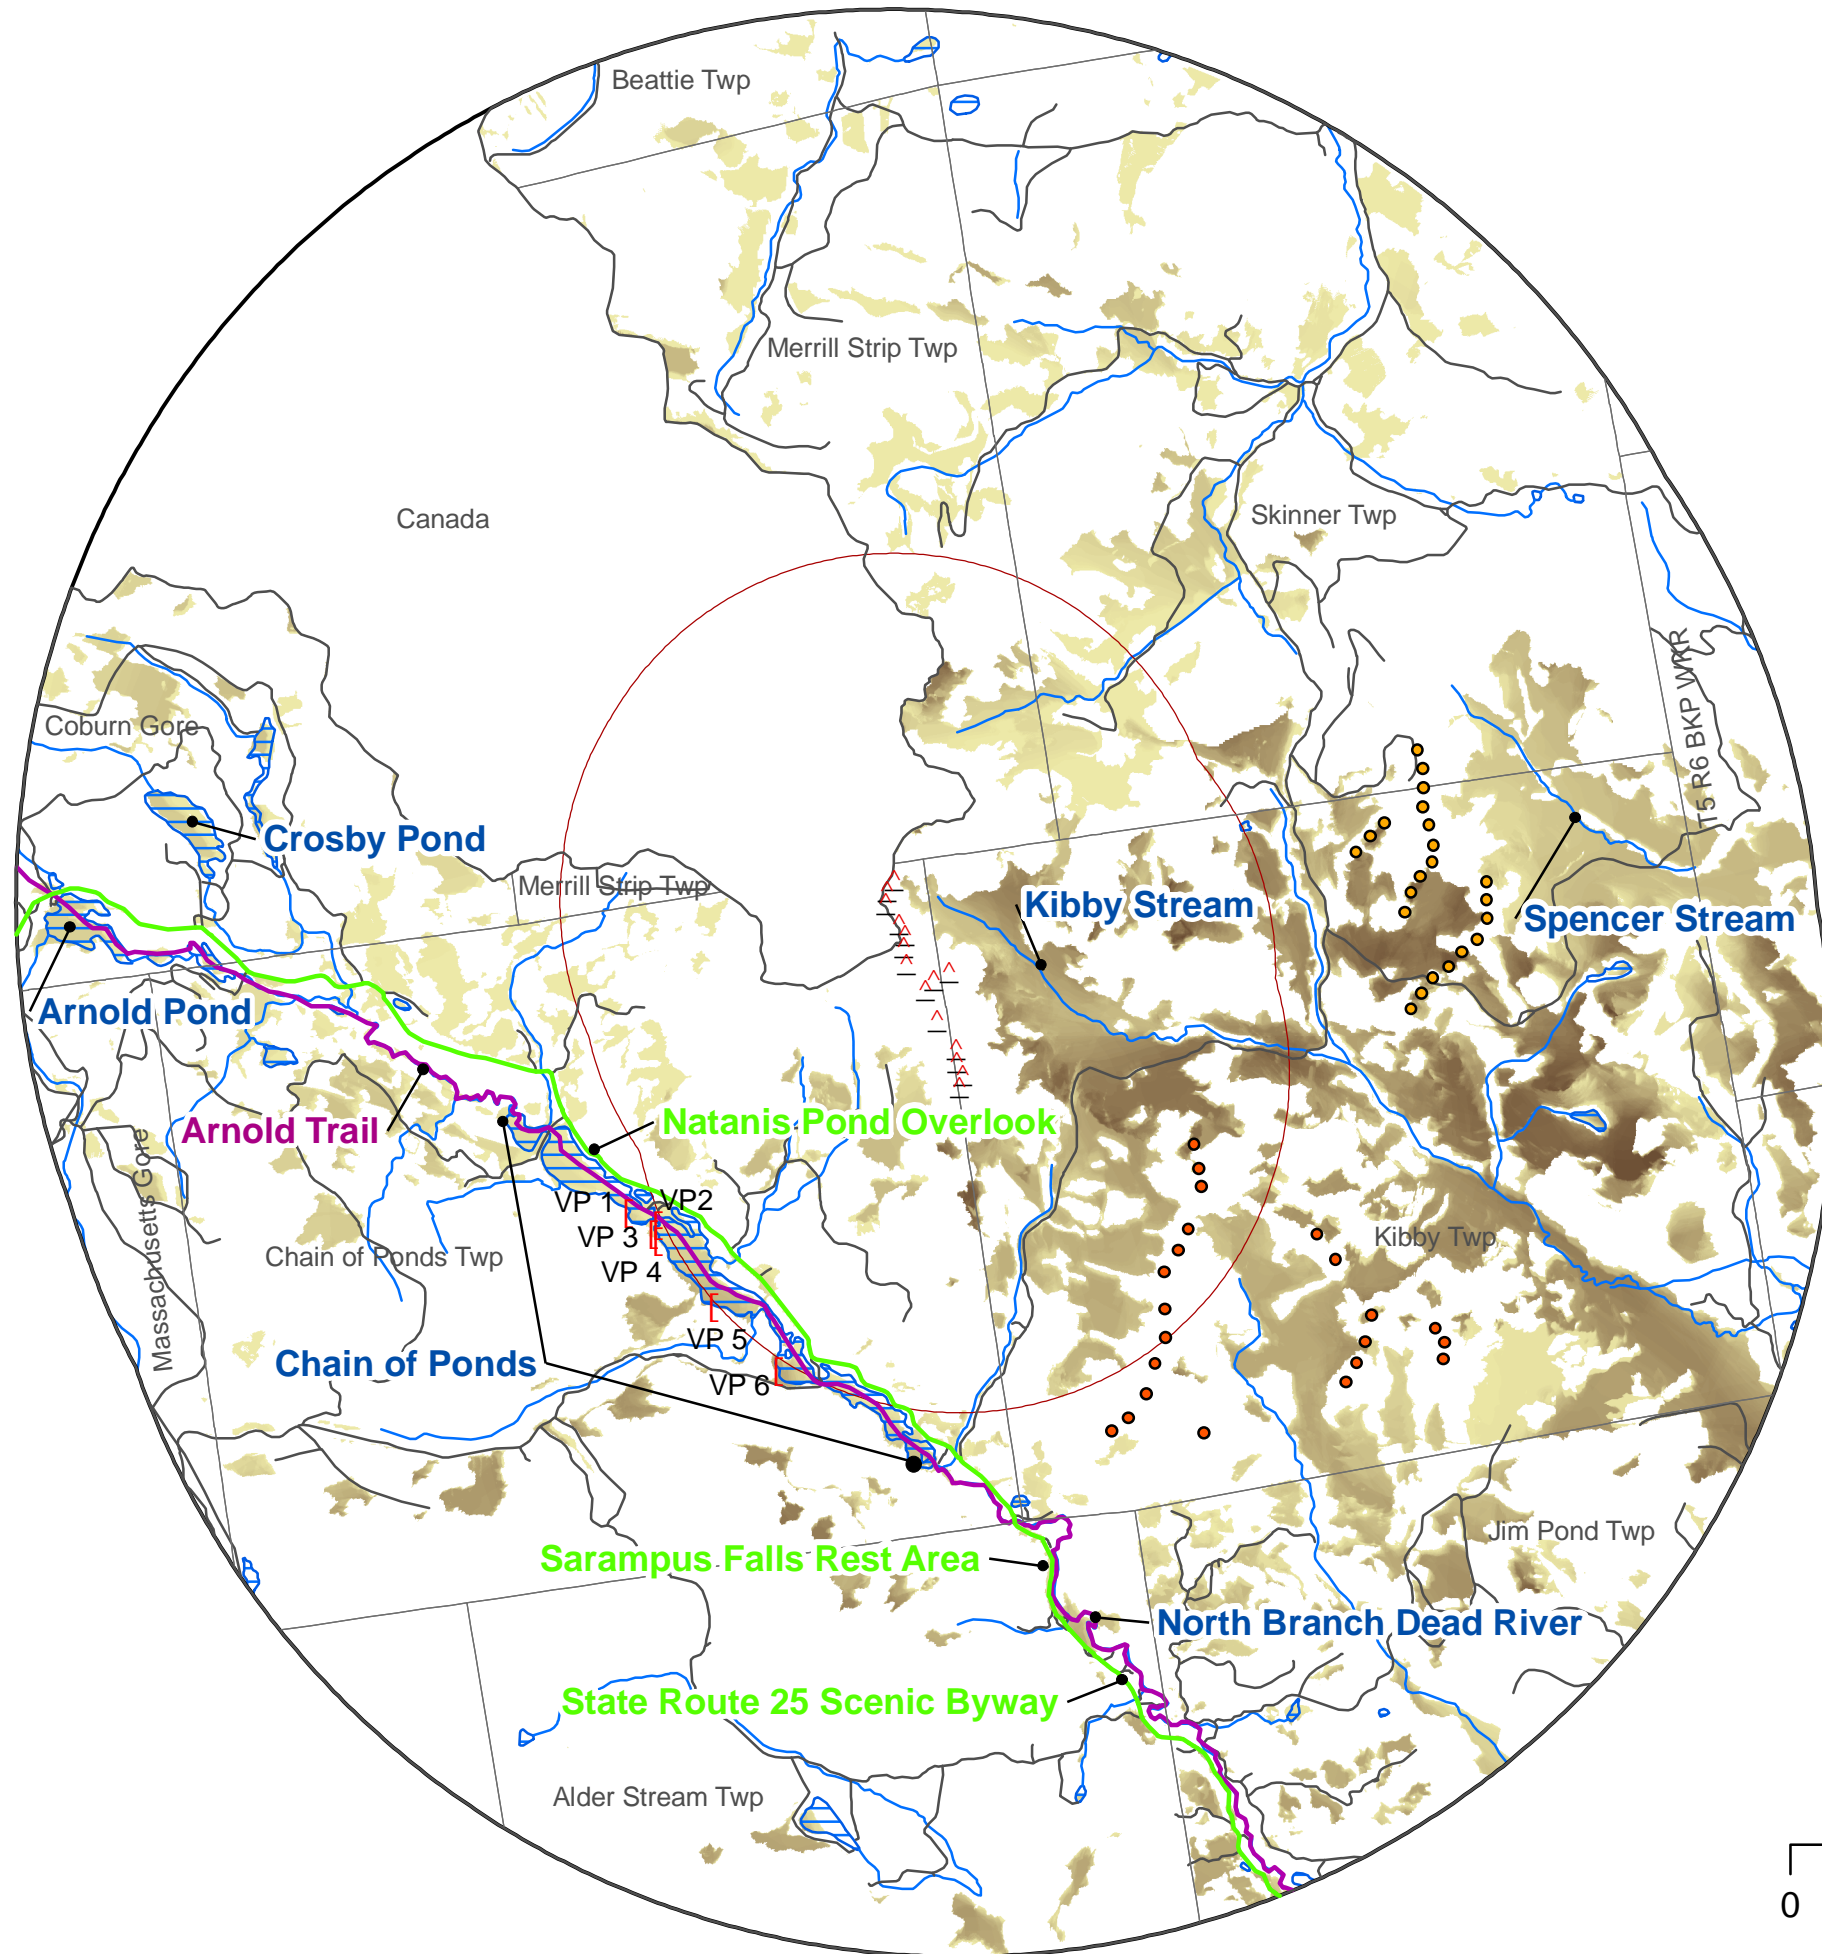 Beattie Twp
Merrill Strip Twp
Canada
Skinner Twp
T5 R6 BKP WKR
Coburn Gore
Crosby Pond
Merrill Strip Twp
Kibby Stream
Spencer Stream
Arnold Pond
Natanis Pond Overlook
Arnold Trail
Massachusetts Gore
VP 1
VP2
VP 3
Kibby Twp
Chain of Ponds Twp
VP 4
VP 5
Chain of Ponds
VP 6
Jim Pond Twp
Sarampus Falls Rest Area
North Branch Dead River
State Route 25 Scenic Byway
Alder Stream Twp
0